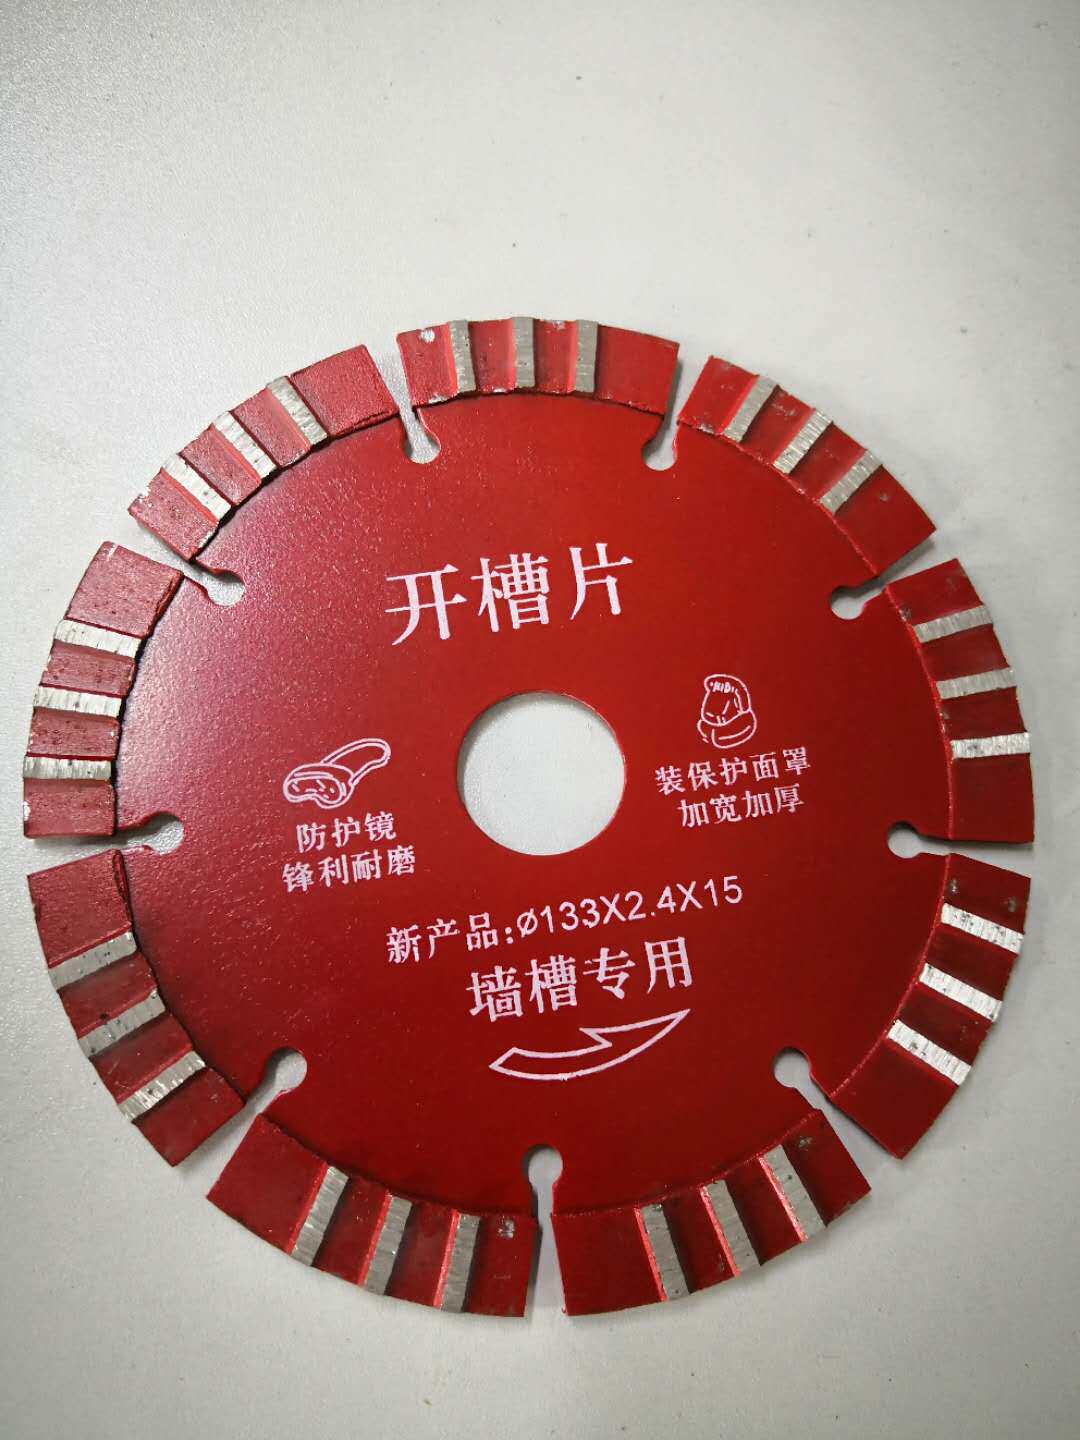 开槽片
防护镜
锋利耐磨
装保护面罩
加宽加厚
新产品:Ø133X2.4X15
墙槽专用